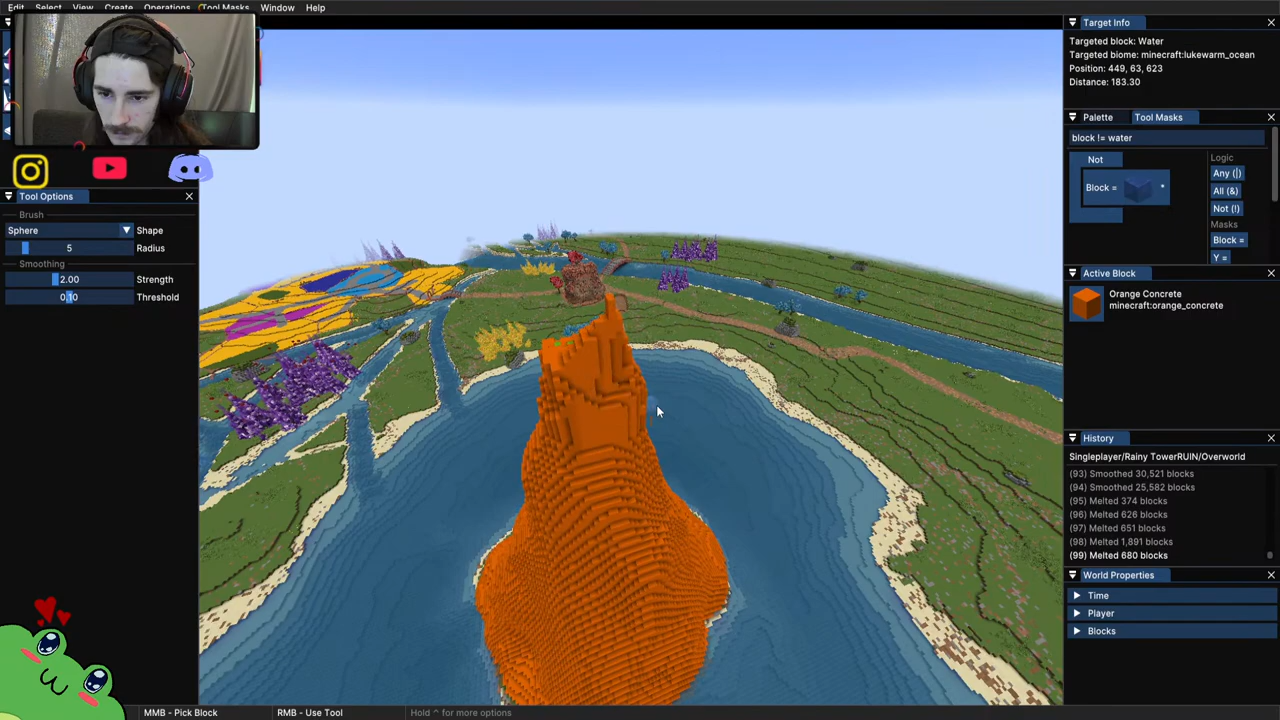 Edit Select View Create Operations Tool Masks Window Help
Tool Options
Brush
Sphere Shape
5 Radius
Smoothing
2.00 Strength
0.10 Threshold
Target Info
Targeted block: Water
Targeted biome: minecraft:lukewarm_ocean
Position: 449, 63, 623
Distance: 183.30
Palette Tool Masks
block != water
Not
Block = *
Logic
Any (|)
All (&)
Not (!)
Masks
Block =
Y =
Active Block
Orange Concrete
minecraft:orange_concrete
History
Singleplayer/Rainy TowerRUIN/Overworld
(93) Smoothed 30,521 blocks
(94) Smoothed 25,582 blocks
(95) Melted 374 blocks
(96) Melted 626 blocks
(97) Melted 651 blocks
(98) Melted 1,891 blocks
(99) Melted 680 blocks
World Properties
Time
Player
Blocks
MMB - Pick Block RMB - Use Tool Hold ^ for more options